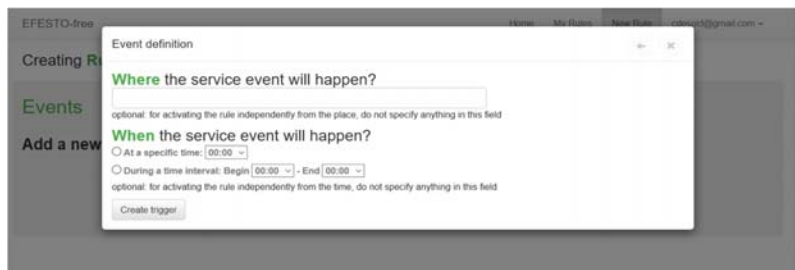 EFESTO-free
Home My Rules New Rule
Creating
Event definition
Where the service event will happen?
optional: for activating the rule independently from the place, do not specify anything in this field
Events
When the service event will happen?
Add a new
At a specific time: 00:00
During a time interval: Begin 00:00 - End 00:00
optional: for activating the rule independently from the time, do not specify anything in this field
Create trigger